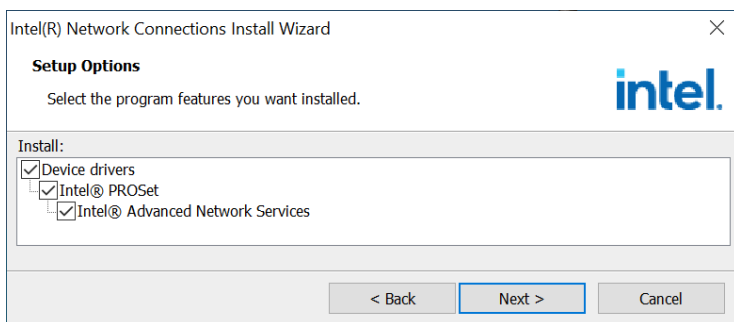 Intel(R) Network Connections Install Wizard
Setup Options
Select the program features you want installed.
intel.
Install:
Device drivers
Intel® PROSet
Intel® Advanced Network Services
< Back
Next >
Cancel